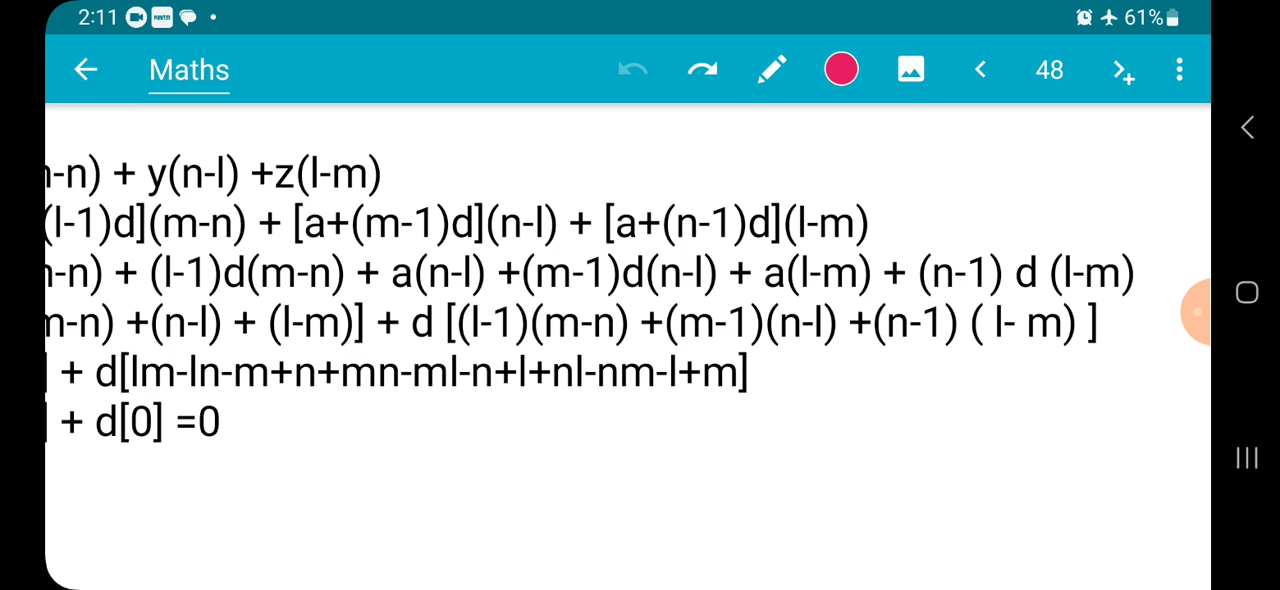 2:11 61%
Maths 48
-n) + y(n-l) +z(l-m)
(l-1)d](m-n) + [a+(m-1)d](n-l) + [a+(n-1)d](l-m)
-n) + (l-1)d(m-n) + a(n-l) +(m-1)d(n-l) + a(l-m) + (n-1) d (l-m)
m-n) +(n-l) + (l-m)] + d [(l-1)(m-n) +(m-1)(n-l) +(n-1) ( l- m) ]
] + d[lm-ln-m+n+mn-ml-n+l+nl-nm-l+m]
] + d[0] =0